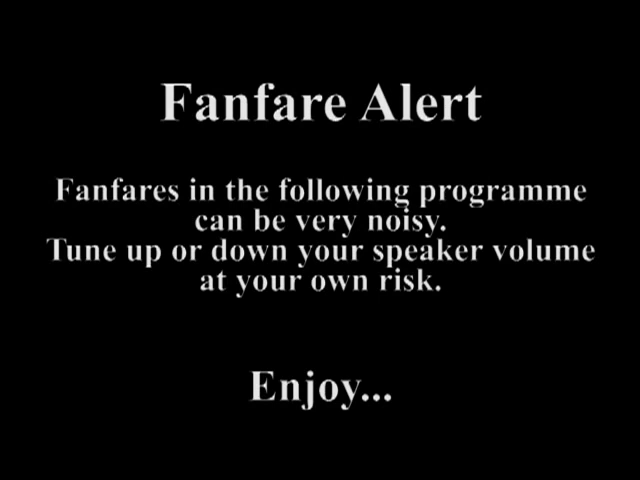 Fanfare Alert
Fanfares in the following programme
can be very noisy.
Tune up or down your speaker volume
at your own risk.
Enjoy...